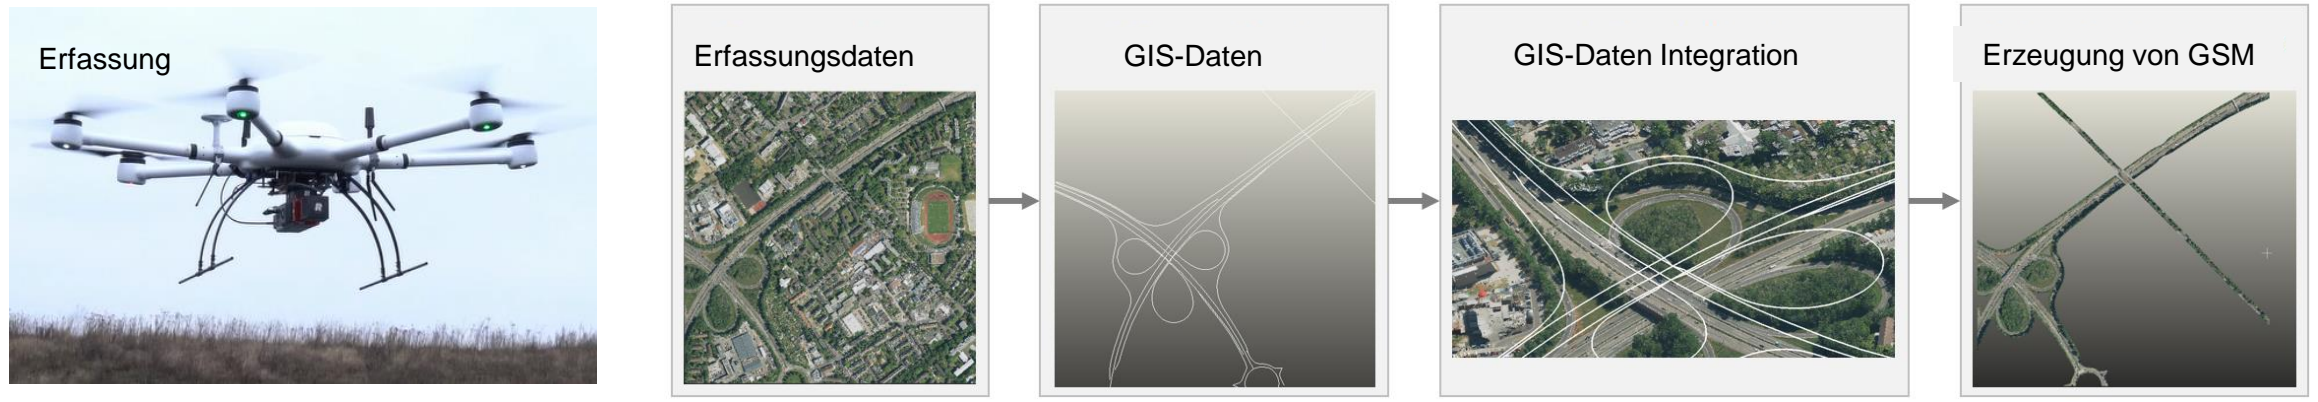 Erfassung
Erfassungsdaten
GIS-Daten
GIS-Daten Integration
Erzeugung von GSM